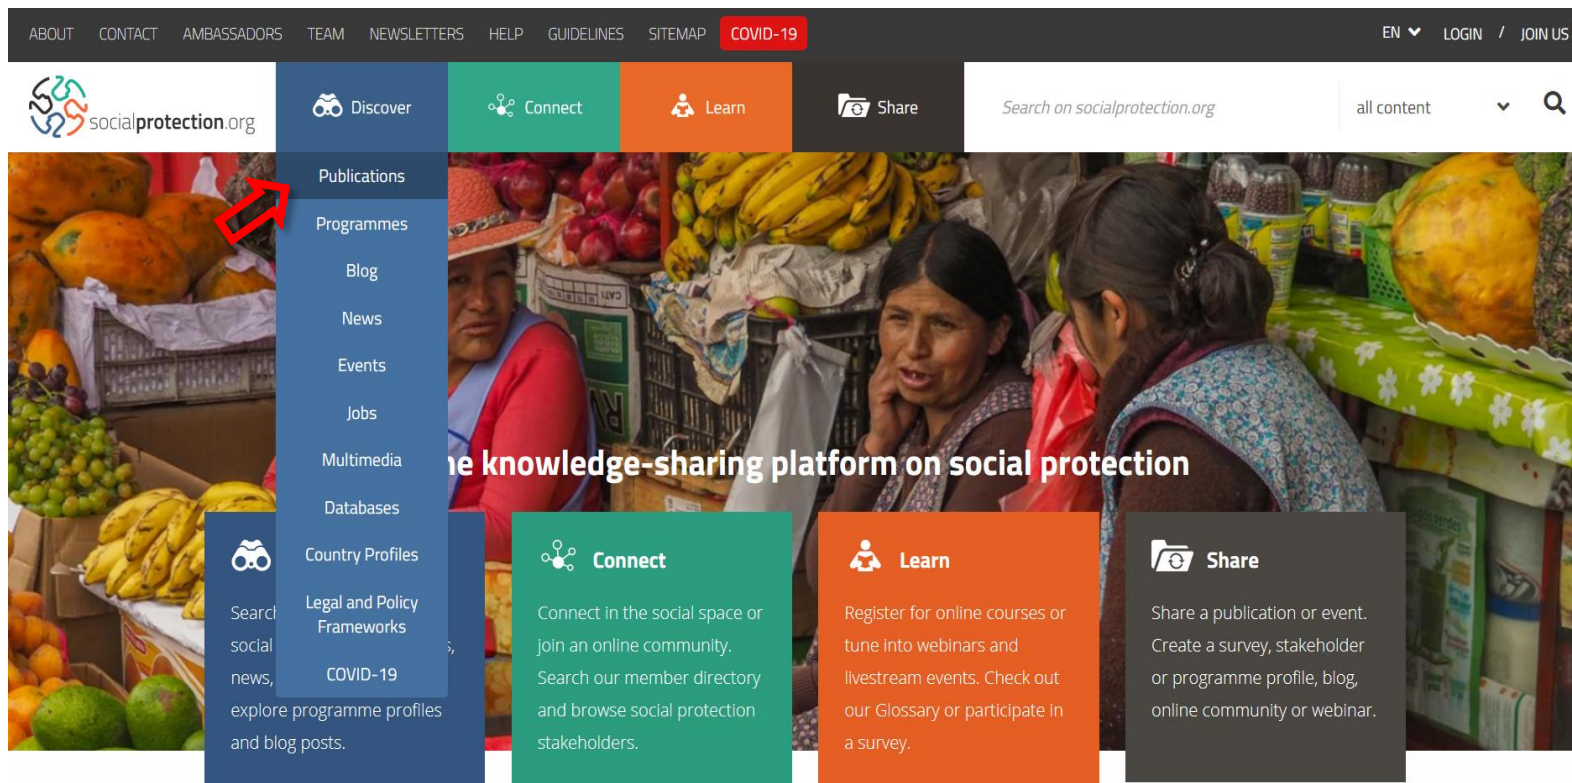 ABOUT CONTACT AMBASSADORS TEAM NEWSLETTERS HELP GUIDELINES SITEMAP COVID-19 EN LOGIN / JOIN US
socialprotection.org Discover Connect Learn Share Search on socialprotection.org all content
Publications
Programmes
Blog
News
Events
Jobs
Multimedia
Databases
Country Profiles
Legal and Policy
Frameworks
COVID-19
knowledge-sharing platform on social protection
Search
social
news,
explore programme profiles
and blog posts.
Connect
Connect in the social space or
join an online community.
Search our member directory
and browse social protection
stakeholders.
Learn
Register for online courses or
tune into webinars and
livestream events. Check out
our Glossary or participate in
a survey.
Share
Share a publication or event.
Create a survey, stakeholder
or programme profile, blog,
online community or webinar.